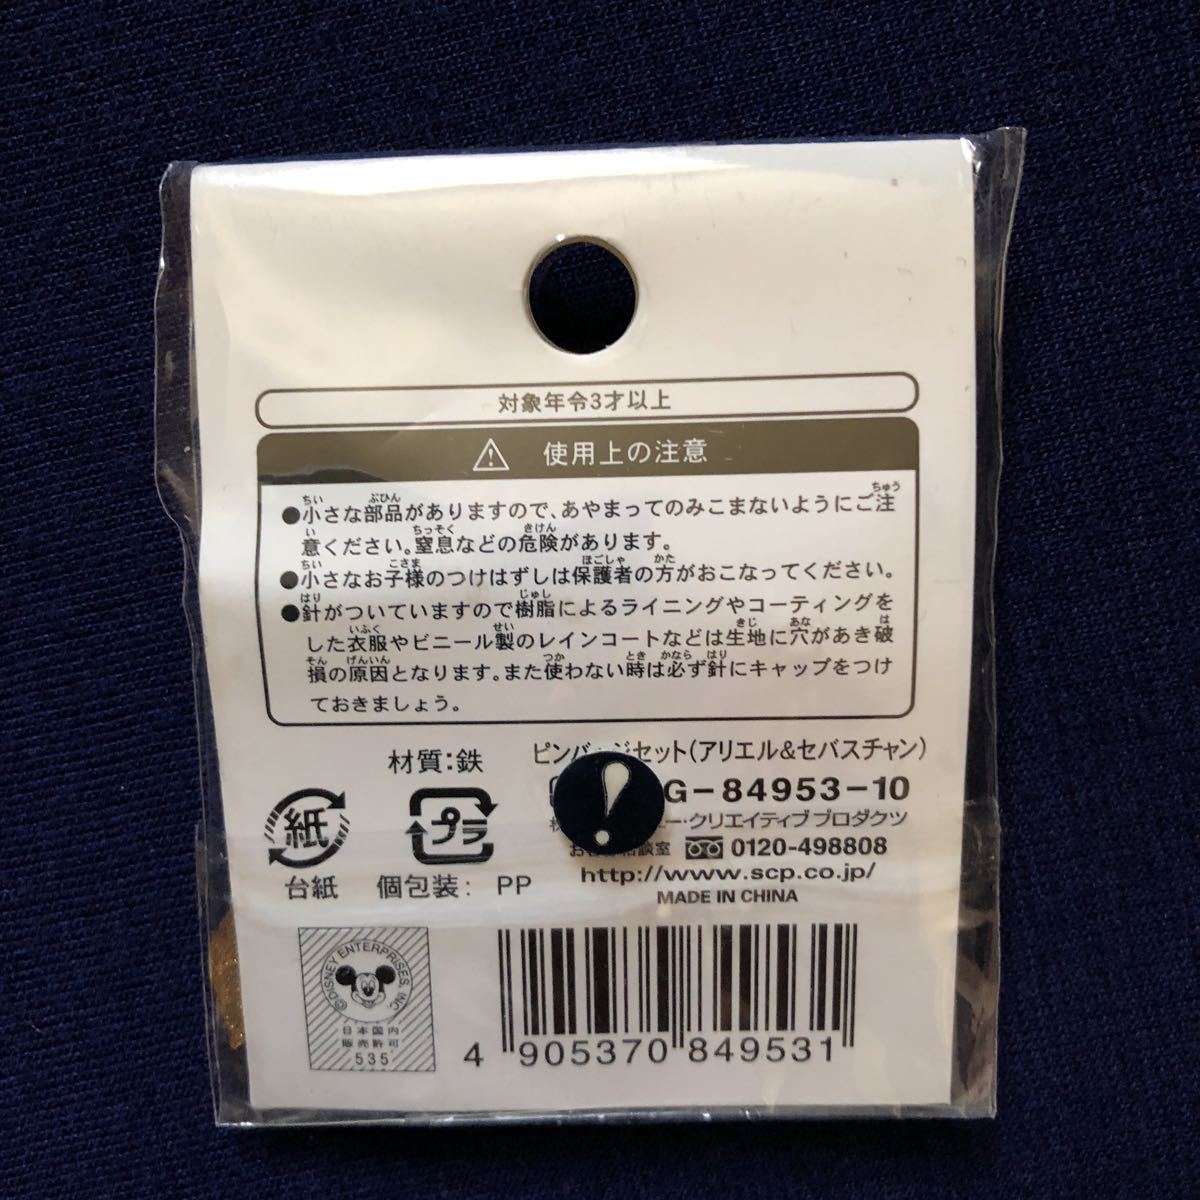 対象年令3才以上
⚠ 使用上の注意
●小さな部品がありますので、あやまってのみこまないようにご注
意ください。窒息などの危険があります。
●小さなお子様のつけはずしは保護者の方がおこなってください。
●針がついていますので樹脂によるライニングやコーティングを
した衣服やビニール製のレインコートなどは生地に穴があき破
損の原因となります。また使わない時は必ず針にキャップをつけ
ておきましょう。
材質:鉄
ピンバッジセット(アリエル&セバスチャン)
G-84953-10
ー・クリエイティブプロダクツ
お客様相談室 0120-498808
http://www.scp.co.jp/
MADE IN CHINA
紙
台紙
プラ
個包装: PP
©DISNEY ENTERPRISES, INC.
日本国内
販売許可
535
4 905370 849531